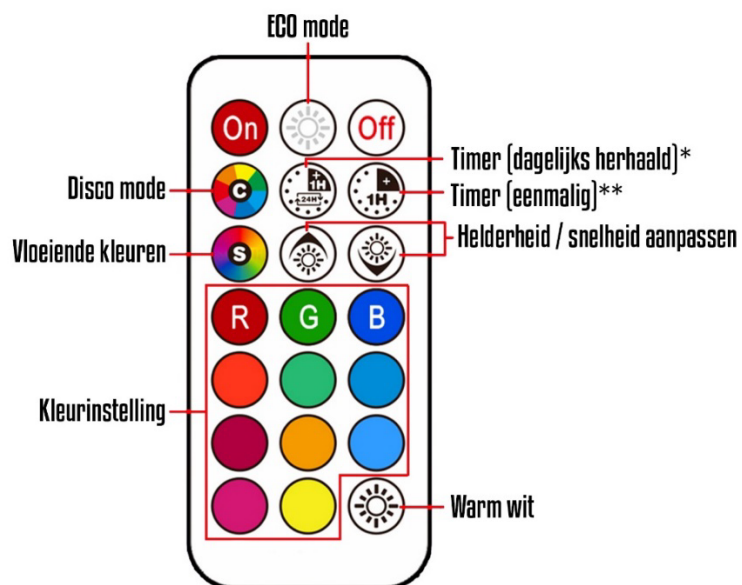 ECO mode
On
Off
Timer (dagelijks herhaald)*
Disco mode
C
+
1H
24H
+
1H
Timer (eenmalig)**
Vloeiende kleuren
S
Helderheid / snelheid aanpassen
R
G
B
Kleurinstelling
Warm wit